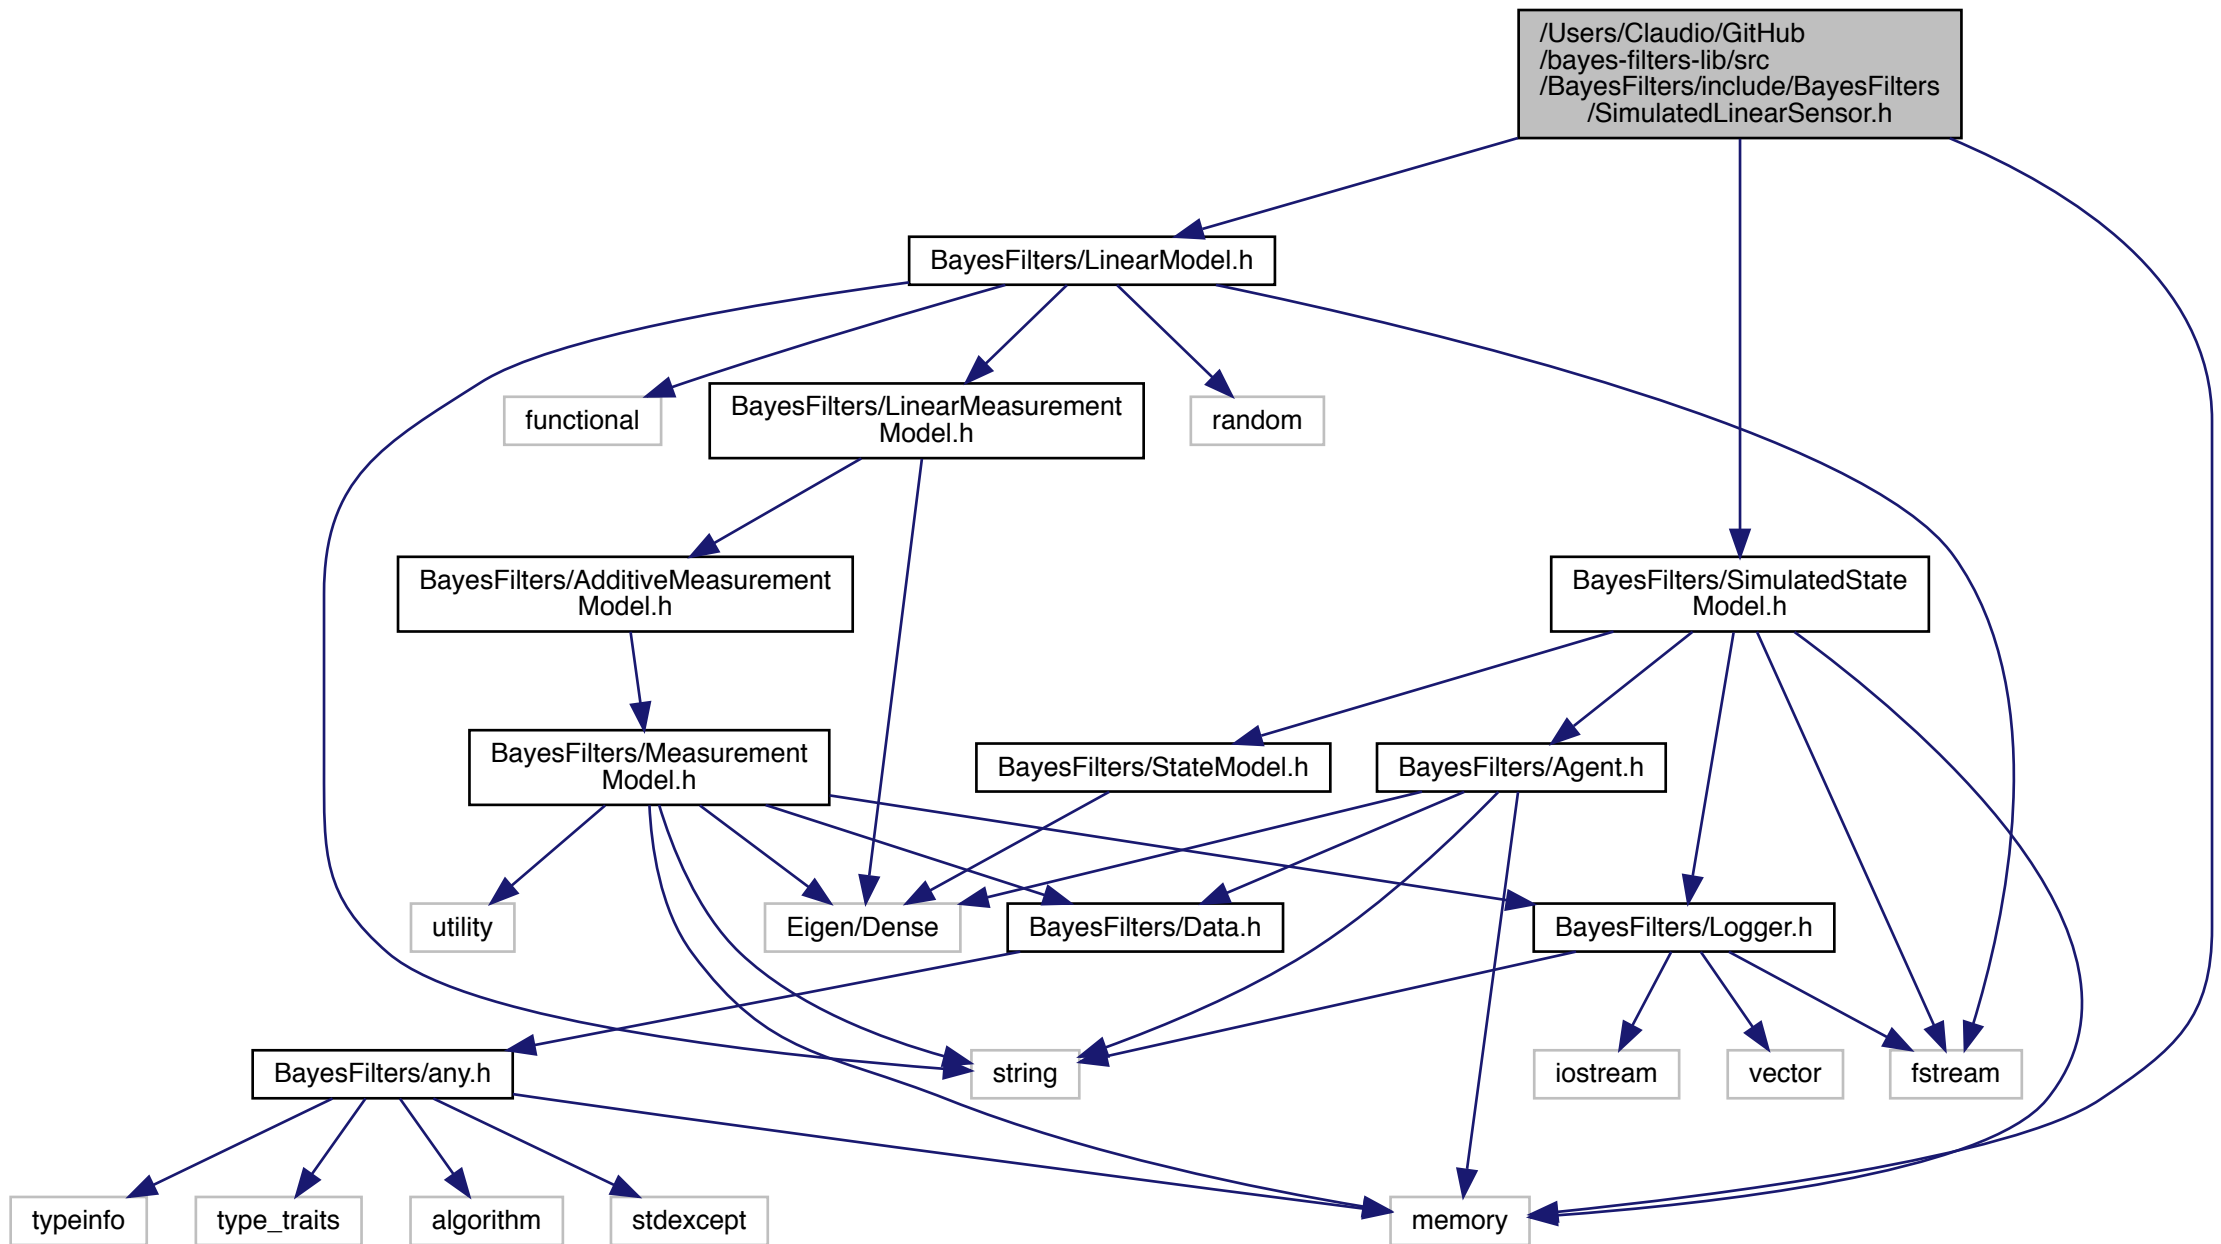 /Users/Claudio/GitHub
/bayes-filters-lib/src
/BayesFilters/include/BayesFilters
/SimulatedLinearSensor.h
BayesFilters/LinearModel.h
functional
BayesFilters/LinearMeasurement
Model.h
random
BayesFilters/AdditiveMeasurement
Model.h
BayesFilters/SimulatedState
Model.h
BayesFilters/Measurement
Model.h
BayesFilters/StateModel.h
BayesFilters/Agent.h
utility
Eigen/Dense
BayesFilters/Data.h
BayesFilters/Logger.h
BayesFilters/any.h
string
iostream
vector
fstream
typeinfo
type_traits
algorithm
stdexcept
memory